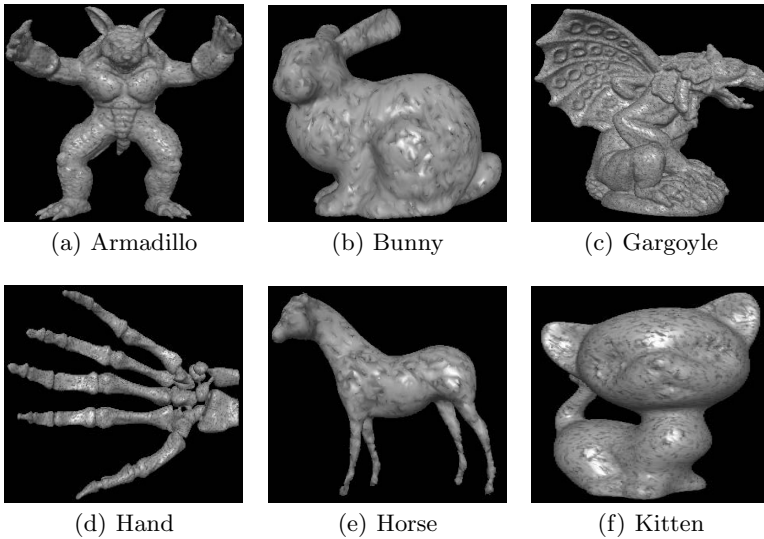 (a) Armadillo
(b) Bunny
(c) Gargoyle
(d) Hand
(e) Horse
(f) Kitten